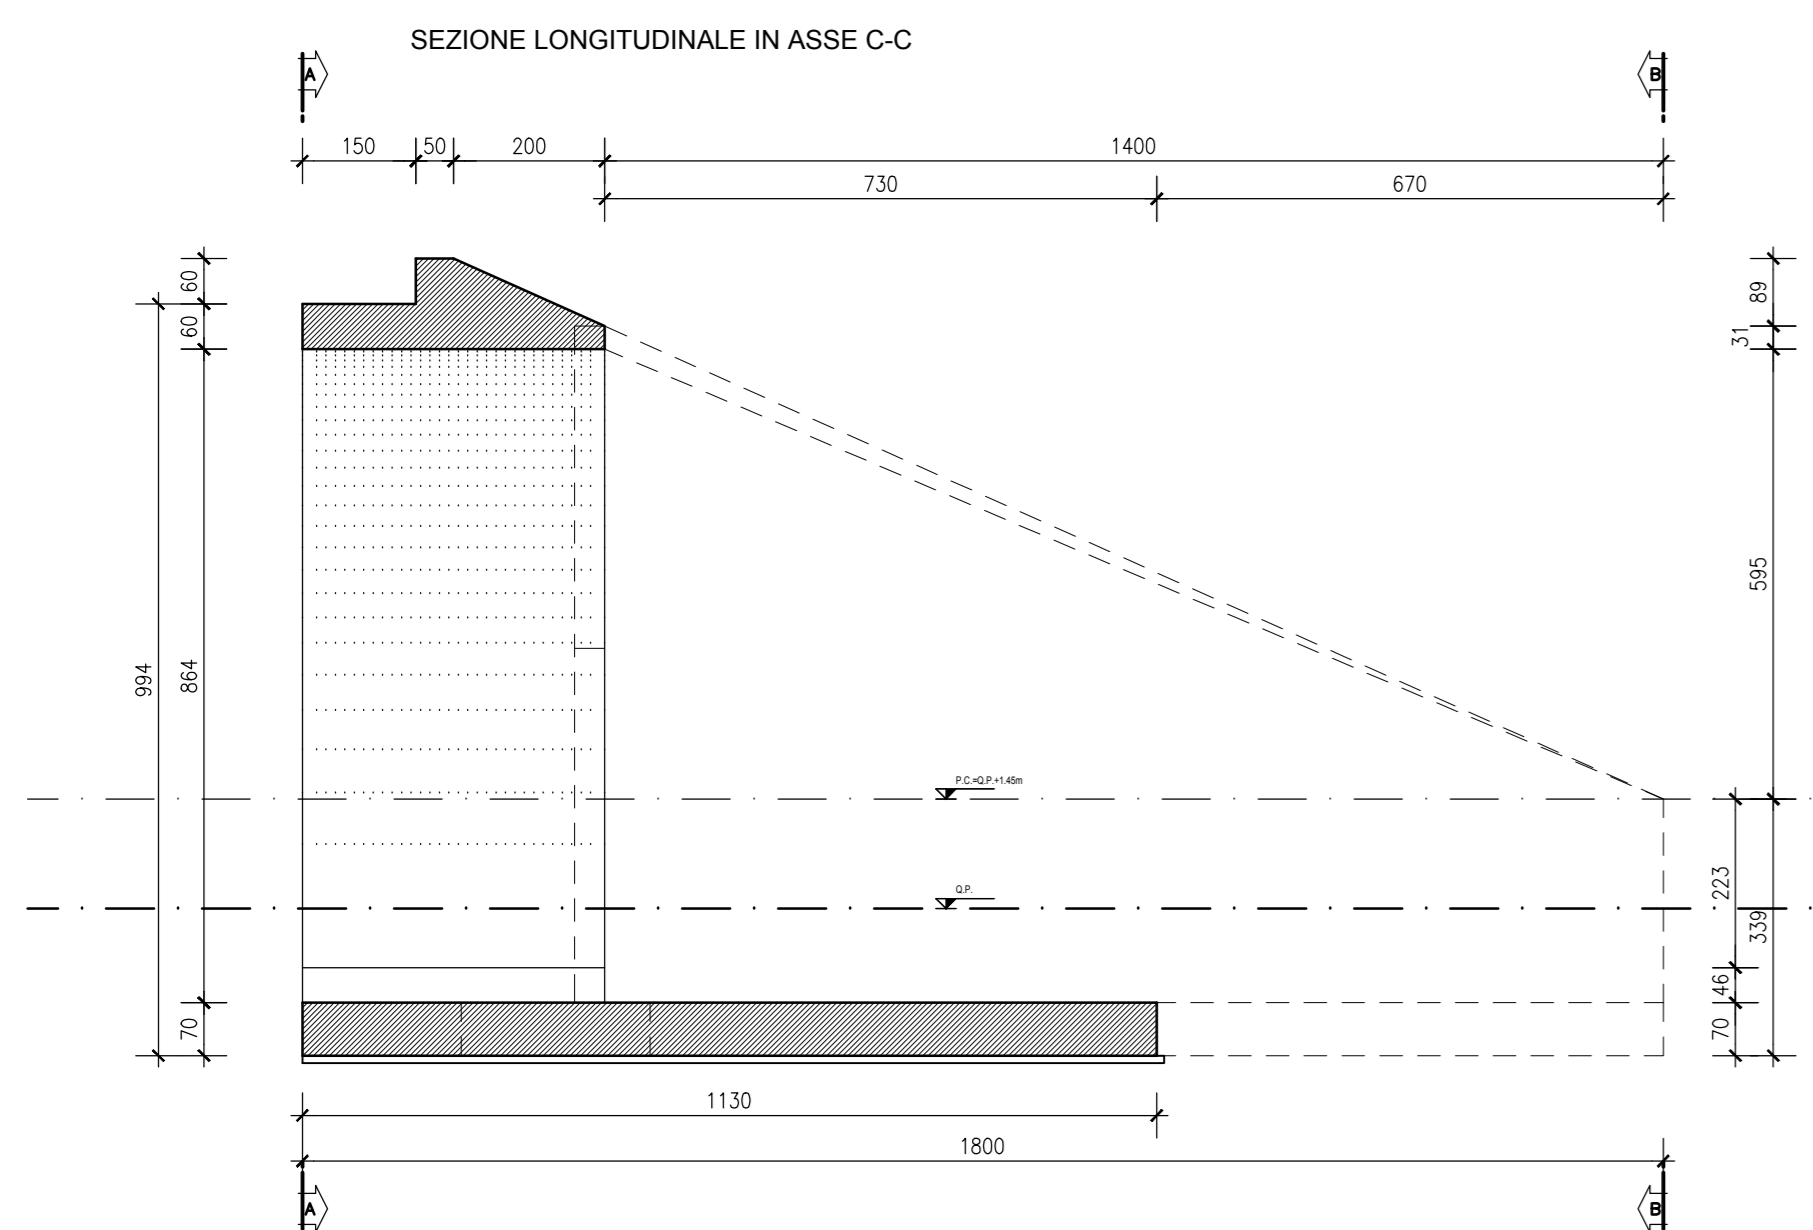 SEZIONE LONGITUDINALE IN ASSE C-C
A
B
150
50
200
1400
730
670
60
60
89
31
994
864
595
P.C.=Q.P.+1.45m
Q.P.
223
339
46
70
70
1130
1800
A
B